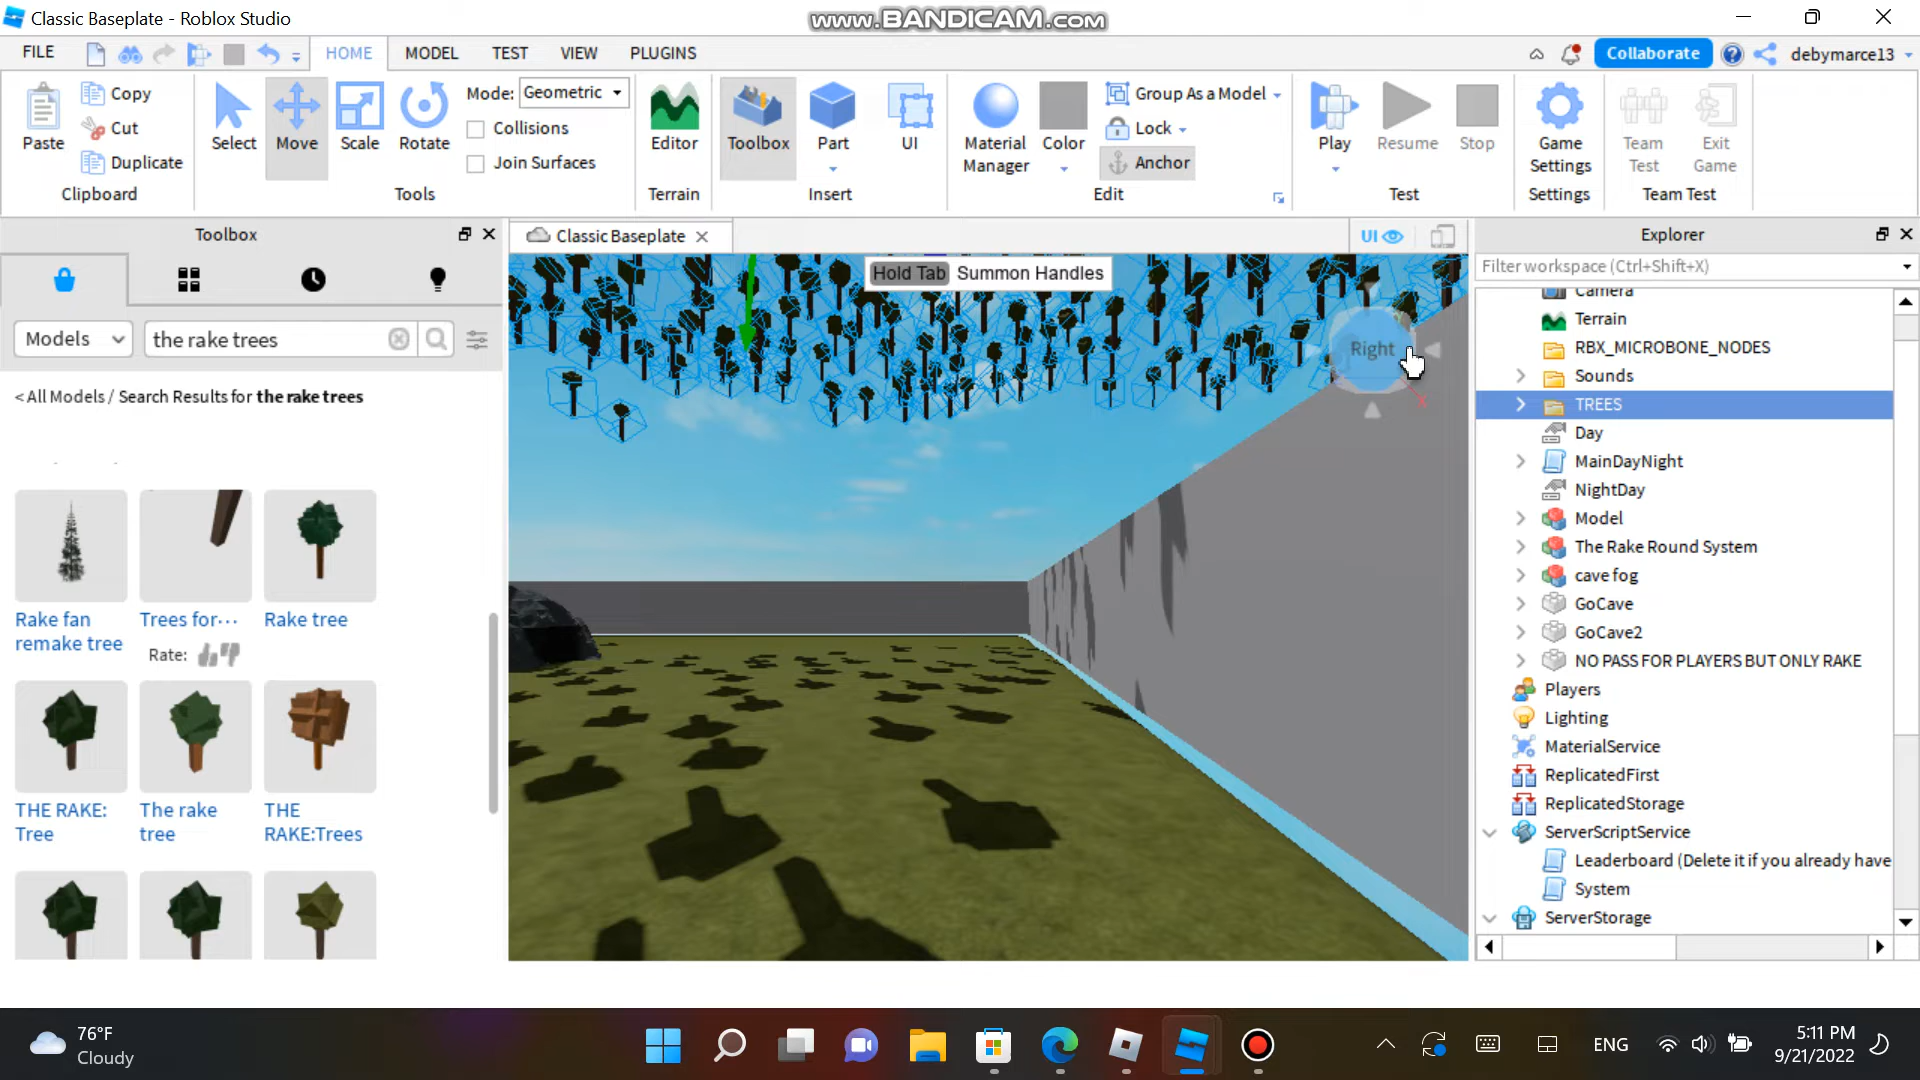 Classic Baseplate - Roblox Studio
www.BANDICAM.com
FILE
HOME
MODEL
TEST
VIEW
PLUGINS
Collaborate
debymarce13
Paste
Copy
Cut
Duplicate
Clipboard
Select
Move
Scale
Rotate
Mode: Geometric
Collisions
Join Surfaces
Tools
Editor
Terrain
Toolbox
Part
UI
Insert
Material
Manager
Color
Group As a Model
Lock
Anchor
Edit
Play
Resume
Stop
Test
Game
Settings
Settings
Team
Test
Exit
Game
Team Test
Toolbox
Models
the rake trees
< All Models / Search Results for the rake trees
Rake fan
remake tree
Trees for...
Rate:
Rake tree
THE RAKE:
Tree
The rake
tree
THE
RAKE:Trees
Classic Baseplate
UI
Hold Tab Summon Handles
Right
Explorer
Filter workspace (Ctrl+Shift+X)
Camera
Terrain
RBX_MICROBONE_NODES
Sounds
TREES
Day
MainDayNight
NightDay
Model
The Rake Round System
cave fog
GoCave
GoCave2
NO PASS FOR PLAYERS BUT ONLY RAKE
Players
Lighting
MaterialService
ReplicatedFirst
ReplicatedStorage
ServerScriptService
Leaderboard (Delete it if you already have
System
ServerStorage
76°F
Cloudy
ENG
5:11 PM
9/21/2022